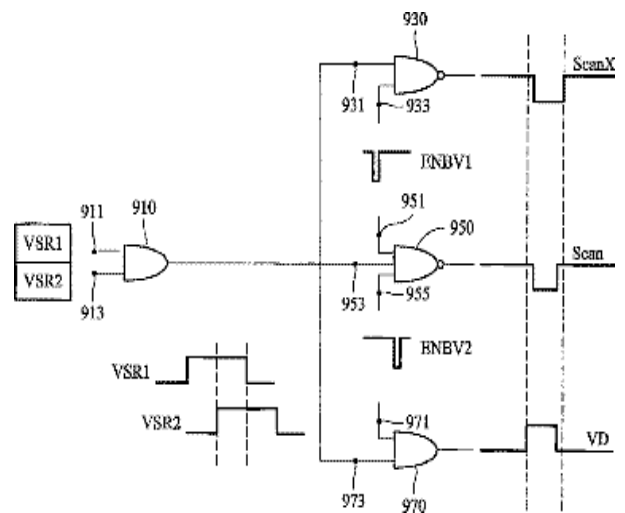 930
ScanX
931
933
ENBV1
951
911
910
950
VSR1
Scan
VSR2
953
955
913
ENBV2
VSR1
971
VSR2
VD
973
970